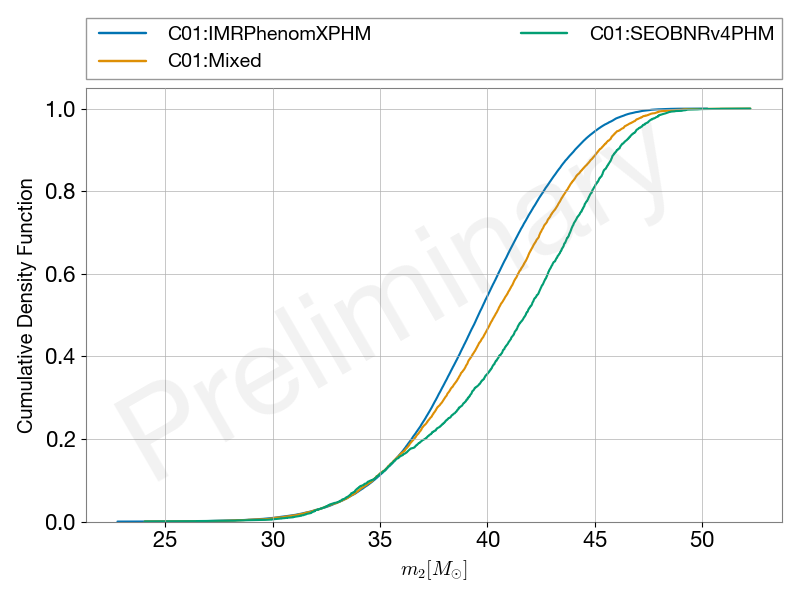 C01:IMRPhenomXPHM
C01:Mixed
C01:SEOBNRv4PHM
Preliminary
Cumulative Density Function
1.0
0.8
0.6
0.4
0.2
0.0
25 30 35 40 45 50
m₂[M☉]